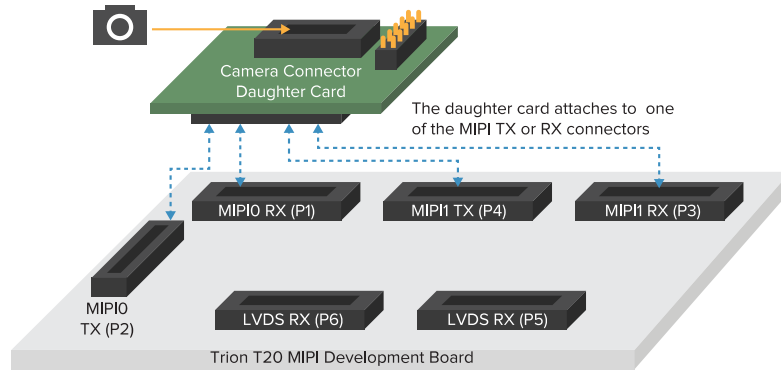 Camera Connector
Daughter Card
The daughter card attaches to one
of the MIPI TX or RX connectors
MIPI0 RX (P1)
MIPI1 TX (P4)
MIPI1 RX (P3)
MIPI0
TX (P2)
LVDS RX (P6)
LVDS RX (P5)
Trion T20 MIPI Development Board